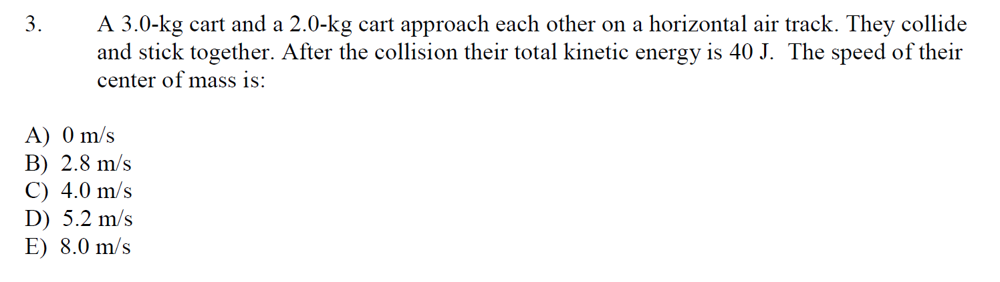 3. A 3.0-kg cart and a 2.0-kg cart approach each other on a horizontal air track. They collide
and stick together. After the collision their total kinetic energy is 40 J. The speed of their
center of mass is:
A) 0 m/s
B) 2.8 m/s
C) 4.0 m/s
D) 5.2 m/s
E) 8.0 m/s